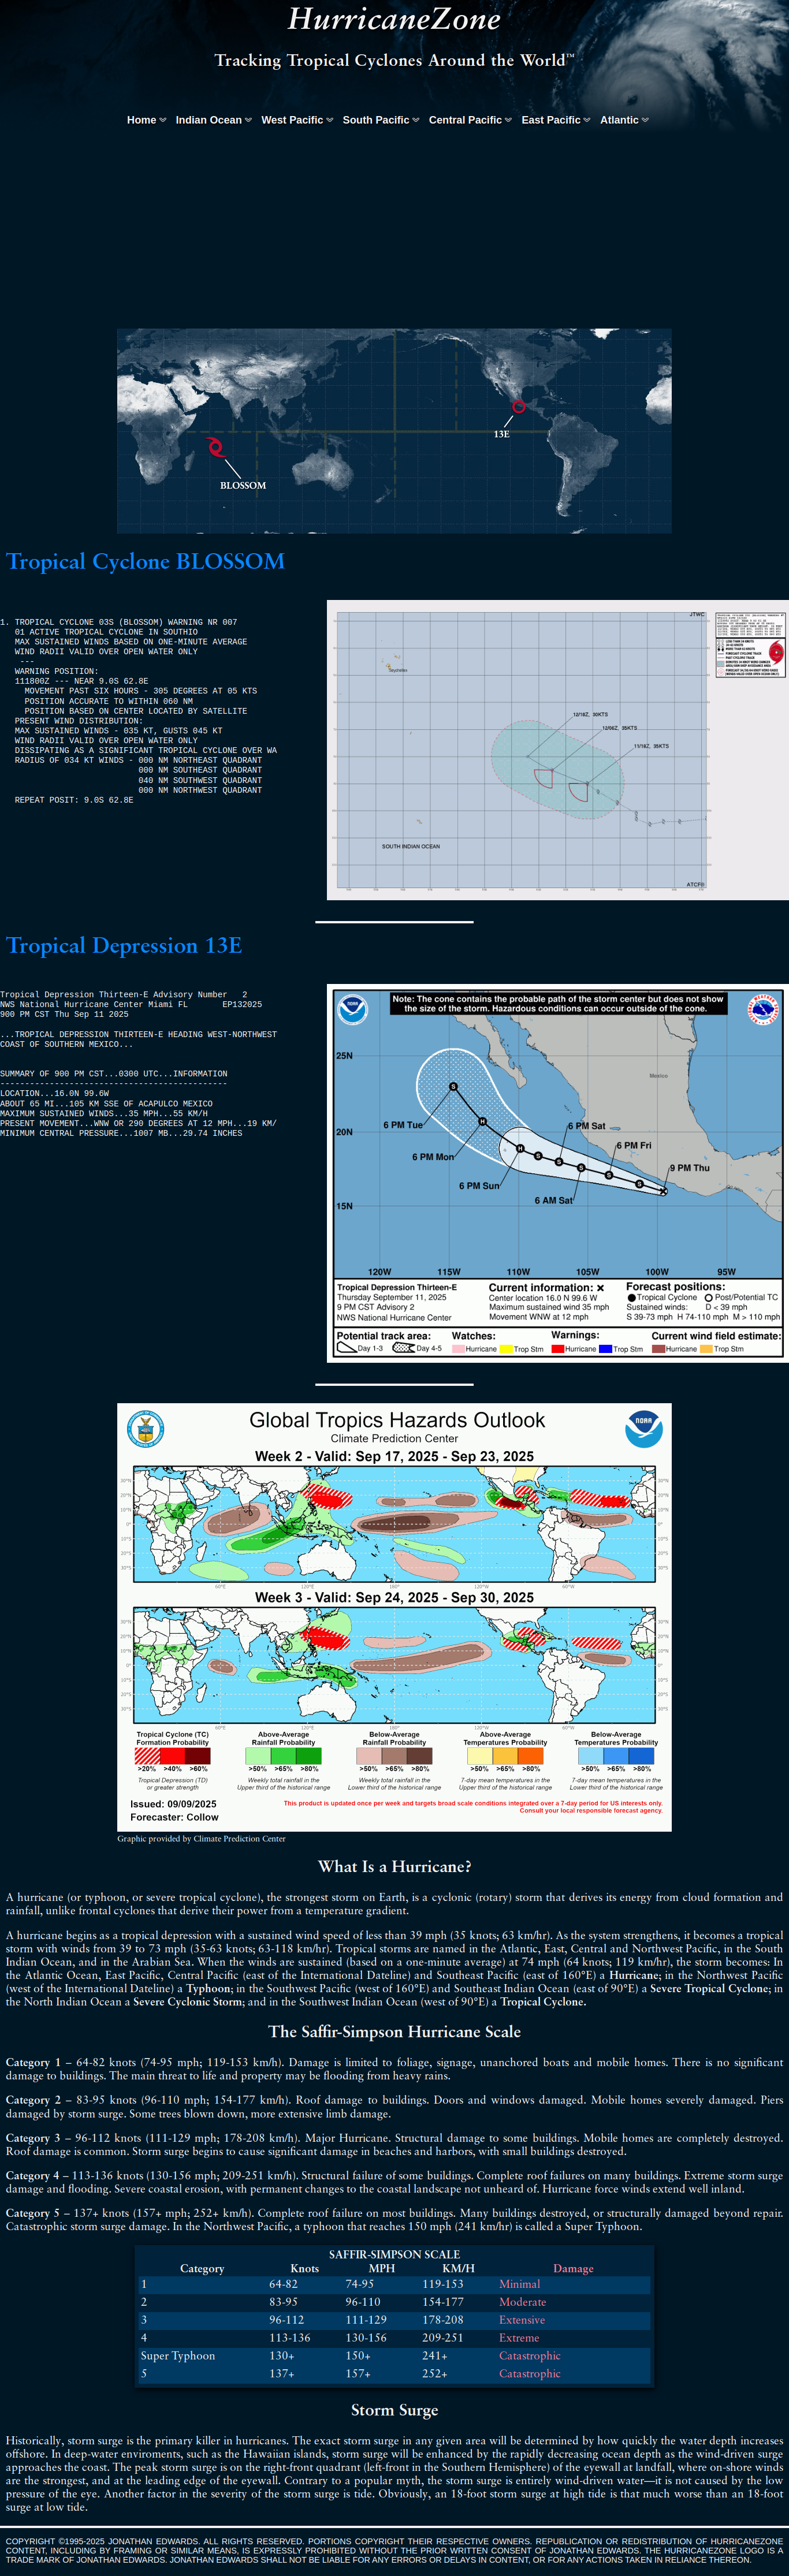 HurricaneZone
Tracking Tropical Cyclones Around the World™
Home Indian Ocean West Pacific South Pacific Central Pacific East Pacific Atlantic
13E
BLOSSOM
Tropical Cyclone BLOSSOM
1. TROPICAL CYCLONE 03S (BLOSSOM) WARNING NR 007
01 ACTIVE TROPICAL CYCLONE IN SOUTHIO
MAX SUSTAINED WINDS BASED ON ONE-MINUTE AVERAGE
WIND RADII VALID OVER OPEN WATER ONLY
---
WARNING POSITION:
111800Z --- NEAR 9.0S 62.8E
MOVEMENT PAST SIX HOURS - 305 DEGREES AT 05 KTS
POSITION ACCURATE TO WITHIN 060 NM
POSITION BASED ON CENTER LOCATED BY SATELLITE
PRESENT WIND DISTRIBUTION:
MAX SUSTAINED WINDS - 035 KT, GUSTS 045 KT
WIND RADII VALID OVER OPEN WATER ONLY
DISSIPATING AS A SIGNIFICANT TROPICAL CYCLONE OVER WA
RADIUS OF 034 KT WINDS - 000 NM NORTHEAST QUADRANT
000 NM SOUTHEAST QUADRANT
040 NM SOUTHWEST QUADRANT
000 NM NORTHWEST QUADRANT
REPEAT POSIT: 9.0S 62.8E
JTWC
Seychelles
12/18Z, 30KTS
12/06Z, 35KTS
11/18Z, 35KTS
SOUTH INDIAN OCEAN
ATCF®
Tropical Depression 13E
Tropical Depression Thirteen-E Advisory Number 2
NWS National Hurricane Center Miami FL EP132025
900 PM CST Thu Sep 11 2025
...TROPICAL DEPRESSION THIRTEEN-E HEADING WEST-NORTHWEST
COAST OF SOUTHERN MEXICO...
SUMMARY OF 900 PM CST...0300 UTC...INFORMATION
----------------------------------------------
LOCATION...16.0N 99.6W
ABOUT 65 MI...105 KM SSE OF ACAPULCO MEXICO
MAXIMUM SUSTAINED WINDS...35 MPH...55 KM/H
PRESENT MOVEMENT...WNW OR 290 DEGREES AT 12 MPH...19 KM/
MINIMUM CENTRAL PRESSURE...1007 MB...29.74 INCHES
Note: The cone contains the probable path of the storm center but does not show
the size of the storm. Hazardous conditions can occur outside of the cone.
NOAA
25N
Mexico
20N
15N
6 PM Tue
6 PM Mon
6 PM Sun
6 AM Sat
6 PM Sat
6 PM Fri
9 PM Thu
120W 115W 110W 105W 100W 95W
Tropical Depression Thirteen-E
Thursday September 11, 2025
9 PM CST Advisory 2
NWS National Hurricane Center
Current information: x
Center location 16.0 N 99.6 W
Maximum sustained wind 35 mph
Movement WNW at 12 mph
Forecast positions:
Tropical Cyclone Post/Potential TC
Sustained winds: D < 39 mph
S 39-73 mph H 74-110 mph M > 110 mph
Potential track area: Watches: Warnings: Current wind field estimate:
Day 1-3 Day 4-5 Hurricane Trop Stm Hurricane Trop Stm Hurricane Trop Stm
Global Tropics Hazards Outlook
Climate Prediction Center
NOAA
Week 2 - Valid: Sep 17, 2025 - Sep 23, 2025
30°N
20°N
10°N
0°
10°S
20°S
30°S
60°E 120°E 180° 120°W 60°W
Week 3 - Valid: Sep 24, 2025 - Sep 30, 2025
30°N
20°N
10°N
0°
10°S
20°S
30°S
60°E 120°E 180° 120°W 60°W
Tropical Cyclone (TC)
Formation Probability
>20% >40% >60%
Tropical Depression (TD)
or greater strength
Above-Average
Rainfall Probability
>50% >65% >80%
Weekly total rainfall in the
Upper third of the historical range
Below-Average
Rainfall Probability
>50% >65% >80%
Weekly total rainfall in the
Lower third of the historical range
Above-Average
Temperatures Probability
>50% >65% >80%
7-day mean temperatures in the
Upper third of the historical range
Below-Average
Temperatures Probability
>50% >65% >80%
7-day mean temperatures in the
Lower third of the historical range
Issued: 09/09/2025
Forecaster: Collow
This product is updated once per week and targets broad scale conditions integrated over a 7-day period for US interests only.
Consult your local responsible forecast agency.
Graphic provided by Climate Prediction Center
What Is a Hurricane?
A hurricane (or typhoon, or severe tropical cyclone), the strongest storm on Earth, is a cyclonic (rotary) storm that derives its energy from cloud formation and
rainfall, unlike frontal cyclones that derive their power from a temperature gradient.
A hurricane begins as a tropical depression with a sustained wind speed of less than 39 mph (35 knots; 63 km/hr). As the system strengthens, it becomes a tropical
storm with winds from 39 to 73 mph (35-63 knots; 63-118 km/hr). Tropical storms are named in the Atlantic, East, Central and Northwest Pacific, in the South
Indian Ocean, and in the Arabian Sea. When the winds are sustained (based on a one-minute average) at 74 mph (64 knots; 119 km/hr), the storm becomes: In
the Atlantic Ocean, East Pacific, Central Pacific (east of the International Dateline) and Southeast Pacific (east of 160°E) a Hurricane; in the Northwest Pacific
(west of the International Dateline) a Typhoon; in the Southwest Pacific (west of 160°E) and Southeast Indian Ocean (east of 90°E) a Severe Tropical Cyclone; in
the North Indian Ocean a Severe Cyclonic Storm; and in the Southwest Indian Ocean (west of 90°E) a Tropical Cyclone.
The Saffir-Simpson Hurricane Scale
Category 1 – 64-82 knots (74-95 mph; 119-153 km/h). Damage is limited to foliage, signage, unanchored boats and mobile homes. There is no significant
damage to buildings. The main threat to life and property may be flooding from heavy rains.
Category 2 – 83-95 knots (96-110 mph; 154-177 km/h). Roof damage to buildings. Doors and windows damaged. Mobile homes severely damaged. Piers
damaged by storm surge. Some trees blown down, more extensive limb damage.
Category 3 – 96-112 knots (111-129 mph; 178-208 km/h). Major Hurricane. Structural damage to some buildings. Mobile homes are completely destroyed.
Roof damage is common. Storm surge begins to cause significant damage in beaches and harbors, with small buildings destroyed.
Category 4 – 113-136 knots (130-156 mph; 209-251 km/h). Structural failure of some buildings. Complete roof failures on many buildings. Extreme storm surge
damage and flooding. Severe coastal erosion, with permanent changes to the coastal landscape not unheard of. Hurricane force winds extend well inland.
Category 5 – 137+ knots (157+ mph; 252+ km/h). Complete roof failure on most buildings. Many buildings destroyed, or structurally damaged beyond repair.
Catastrophic storm surge damage. In the Northwest Pacific, a typhoon that reaches 150 mph (241 km/hr) is called a Super Typhoon.
SAFFIR-SIMPSON SCALE
Category Knots MPH KM/H Damage
1 64-82 74-95 119-153 Minimal
2 83-95 96-110 154-177 Moderate
3 96-112 111-129 178-208 Extensive
4 113-136 130-156 209-251 Extreme
Super Typhoon 130+ 150+ 241+ Catastrophic
5 137+ 157+ 252+ Catastrophic
Storm Surge
Historically, storm surge is the primary killer in hurricanes. The exact storm surge in any given area will be determined by how quickly the water depth increases
offshore. In deep-water enviroments, such as the Hawaiian islands, storm surge will be enhanced by the rapidly decreasing ocean depth as the wind-driven surge
approaches the coast. The peak storm surge is on the right-front quadrant (left-front in the Southern Hemisphere) of the eyewall at landfall, where on-shore winds
are the strongest, and at the leading edge of the eyewall. Contrary to a popular myth, the storm surge is entirely wind-driven water—it is not caused by the low
pressure of the eye. Another factor in the severity of the storm surge is tide. Obviously, an 18-foot storm surge at high tide is that much worse than an 18-foot
surge at low tide.
COPYRIGHT ©1995-2025 JONATHAN EDWARDS. ALL RIGHTS RESERVED. PORTIONS COPYRIGHT THEIR RESPECTIVE OWNERS. REPUBLICATION OR REDISTRIBUTION OF HURRICANEZONE
CONTENT, INCLUDING BY FRAMING OR SIMILAR MEANS, IS EXPRESSLY PROHIBITED WITHOUT THE PRIOR WRITTEN CONSENT OF JONATHAN EDWARDS. THE HURRICANEZONE LOGO IS A
TRADE MARK OF JONATHAN EDWARDS. JONATHAN EDWARDS SHALL NOT BE LIABLE FOR ANY ERRORS OR DELAYS IN CONTENT, OR FOR ANY ACTIONS TAKEN IN RELIANCE THEREON.